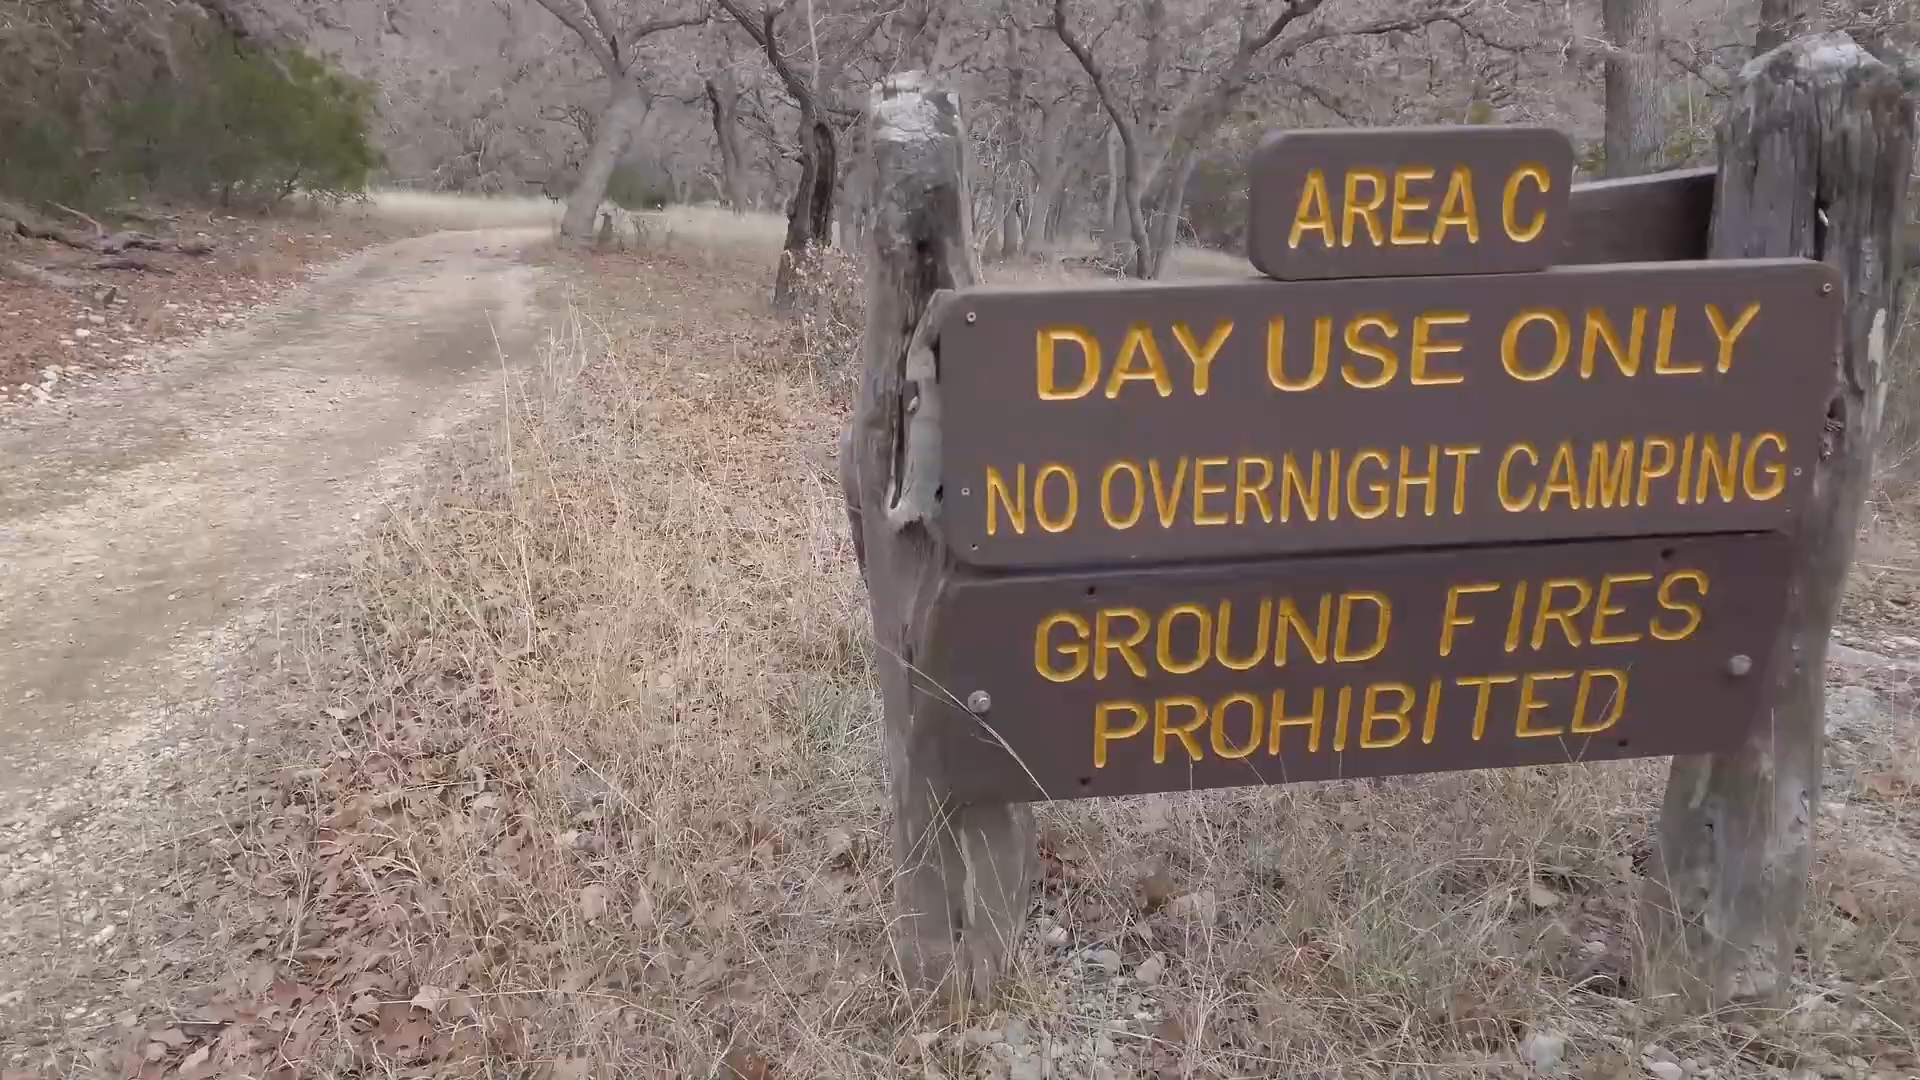 AREA C
DAY USE ONLY
NO OVERNIGHT CAMPING
GROUND FIRES
PROHIBITED